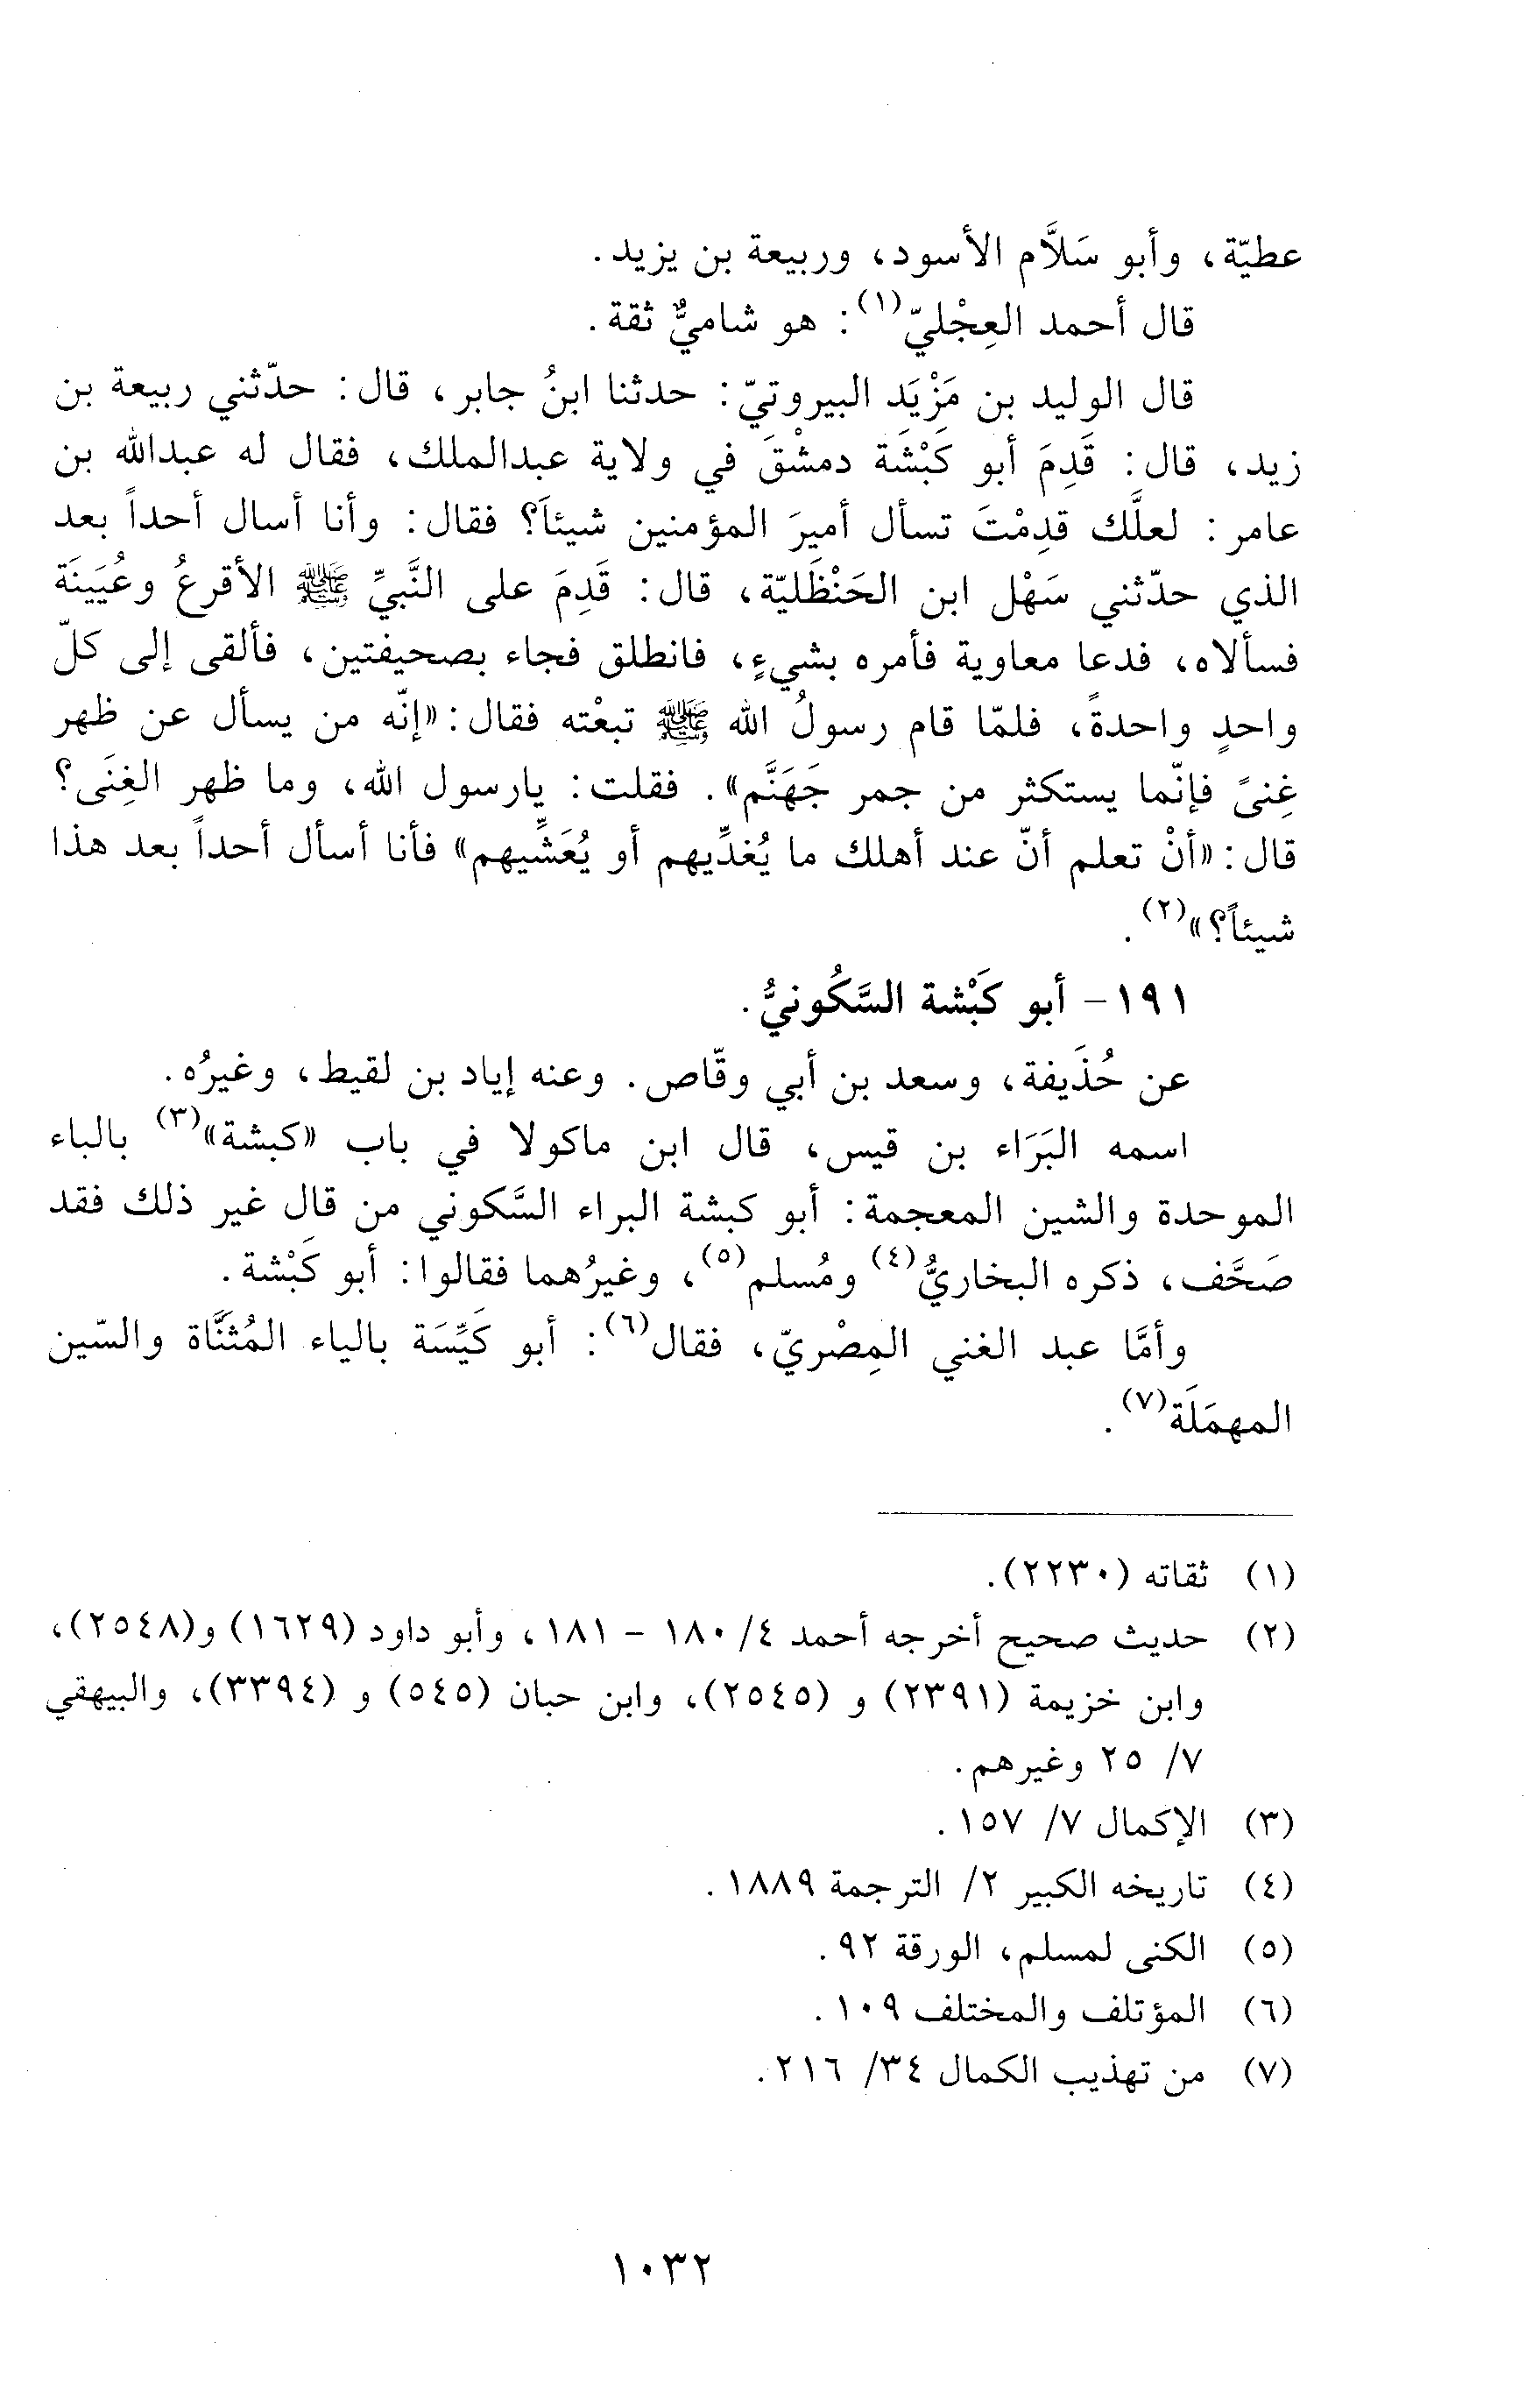 عطيّة، وأبو سَلاَّم الأسود، وربيعة بن يزيد.
قال أحمد العِجْليّ(١): هو شاميٌّ ثقة.
قال الوليد بن مَزْيَد البيروتيّ: حدثنا ابنُ جابر، قال: حدّثني ربيعة بن
زيد، قال: قَدِمَ أبو كَبْشَة دمشْقَ في ولاية عبدالملك، فقال له عبدالله بن
عامر: لعلَّك قدِمْتَ تسأل أميرَ المؤمنين شيئاً؟ فقال: وأنا أسال أحداً بعد
الذي حدّثني سَهْل ابن الحَنْظَليّة، قال: قَدِمَ على النَّبيِّ ﷺ الأقرعُ وعُيَينَة
فسألاه، فدعا معاوية فأمره بشيءٍ، فانطلق فجاء بصحيفتين، فألقى إلى كلّ
واحدٍ واحدةً، فلمّا قام رسولُ الله ﷺ تبعْته فقال: «إنّه من يسأل عن ظهر
غِنىً فإنّما يستكثر من جمر جَهَنَّم». فقلت: يارسول الله، وما ظهر الغِنَى؟
قال: «أنْ تعلم أنّ عند أهلك ما يُغدِّيهم أو يُعَشِّيهم» فأنا أسأل أحداً بعد هذا
شيئاً؟»(٢).
١٩١- أبو كَبْشة السَّكُونيُّ.
عن حُذَيفة، وسعد بن أبي وقّاص. وعنه إياد بن لقيط، وغيرُه.
اسمه البَرَاء بن قيس، قال ابن ماكولا في باب «كبشة»(٣) بالباء
الموحدة والشين المعجمة: أبو كبشة البراء السَّكوني من قال غير ذلك فقد
صَحَّف، ذكره البخاريُّ(٤) ومُسلم(٥)، وغيرُهما فقالوا: أبو كَبْشة.
وأمَّا عبد الغني المِصْريّ، فقال(٦): أبو كَيِّسَة بالياء المُثنَّاة والسّين
المهمَلَة(٧).
(١) ثقاته (٢٢٣٠).
(٢) حديث صحيح أخرجه أحمد ٤/ ١٨٠ - ١٨١، وأبو داود (١٦٢٩) و(٢٥٤٨)،
وابن خزيمة (٢٣٩١) و (٢٥٤٥)، وابن حبان (٥٤٥) و (٣٣٩٤)، والبيهقي
٧/ ٢٥ وغيرهم.
(٣) الإكمال ٧/ ١٥٧.
(٤) تاريخه الكبير ٢/ الترجمة ١٨٨٩.
(٥) الكنى لمسلم، الورقة ٩٢.
(٦) المؤتلف والمختلف ١٠٩.
(٧) من تهذيب الكمال ٣٤/ ٢١٦.
١٠٣٢